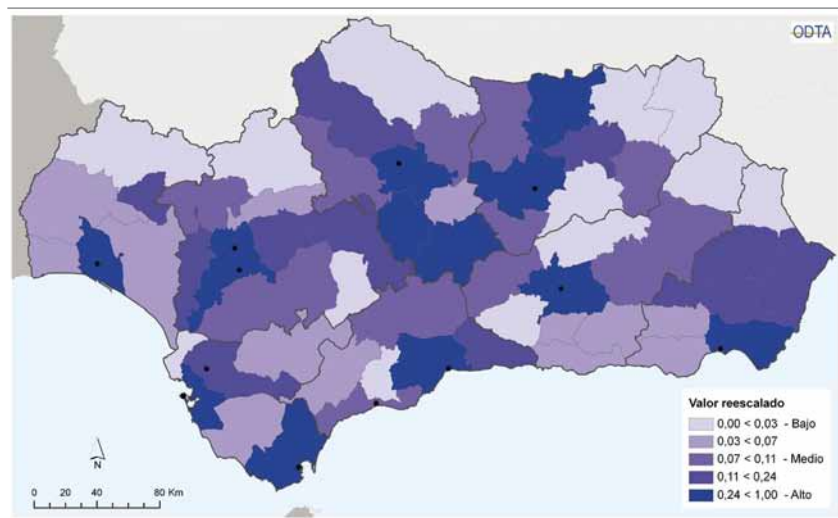 ODTA
Valor reescalado
0,00 < 0,03 - Bajo
0,03 < 0,07
0,07 < 0,11 - Medio
0,11 < 0,24
0,24 < 1,00 - Alto
N
0 20 40 80 Km